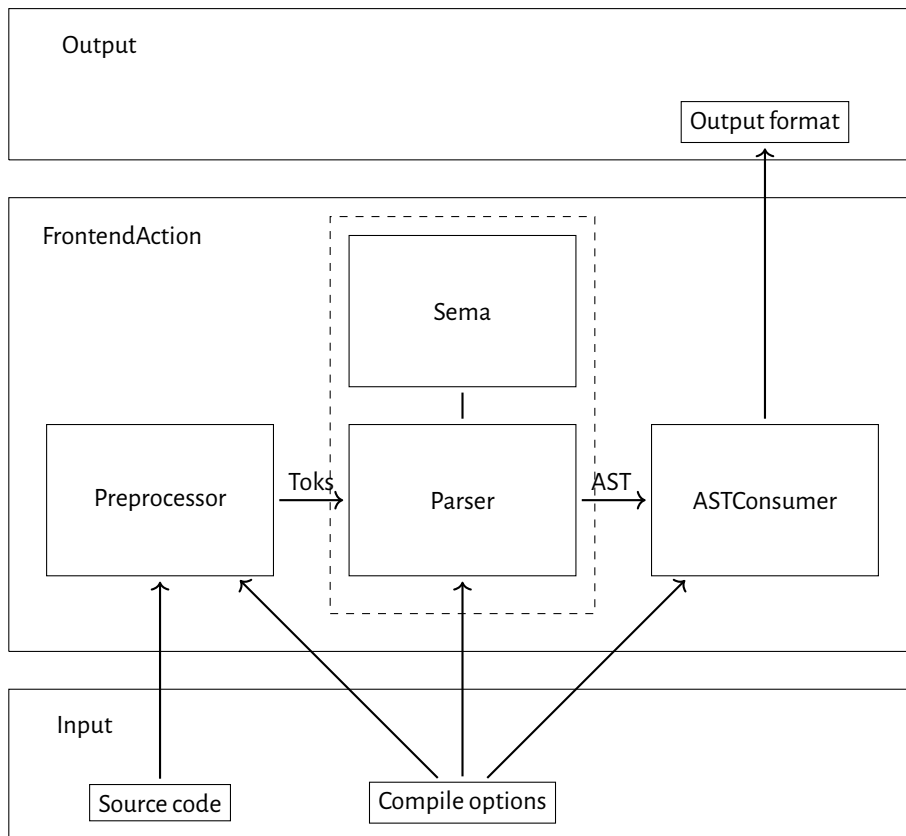 Output
Output format
FrontendAction
Sema
Toks
AST
Preprocessor
Parser
ASTConsumer
Input
Source code
Compile options